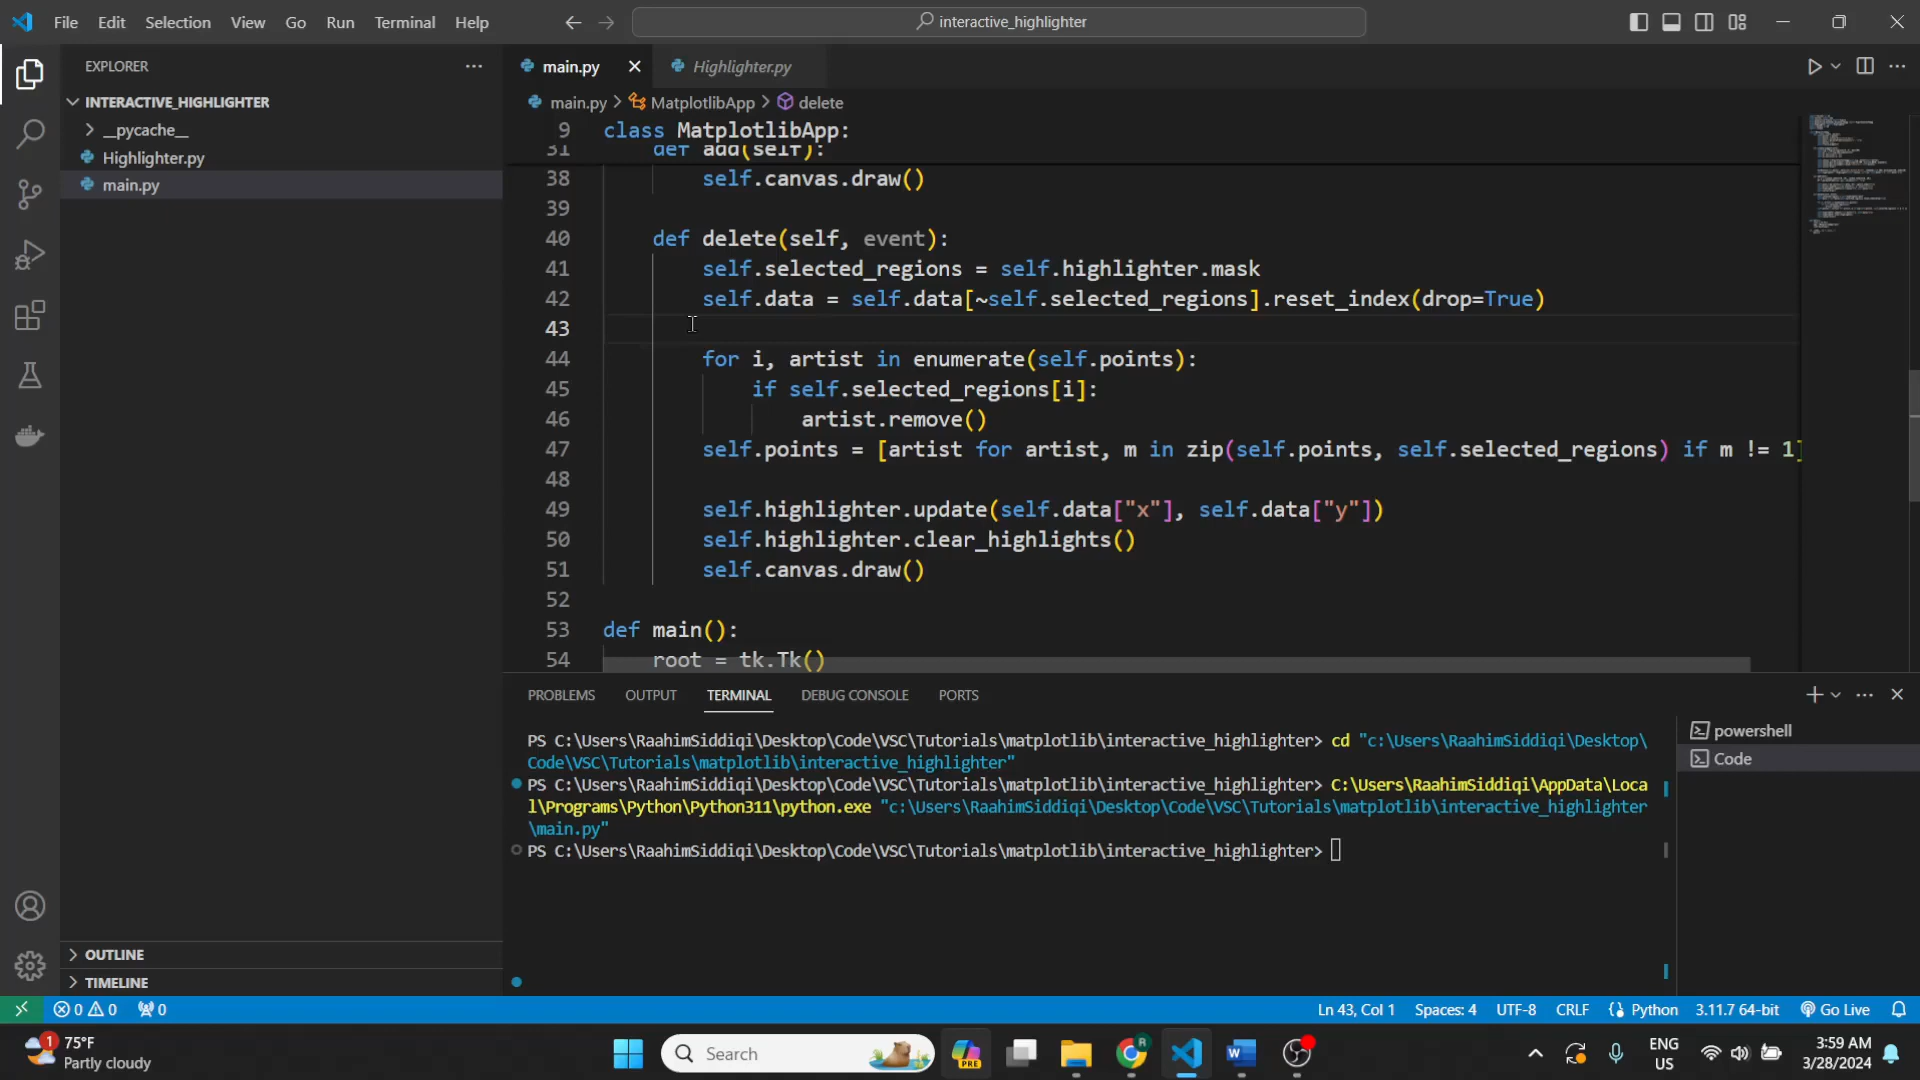 File Edit Selection View Go Run Terminal Help
interactive_highlighter
EXPLORER
INTERACTIVE_HIGHLIGHTER
__pycache__
Highlighter.py
main.py
OUTLINE
TIMELINE
main.py
Highlighter.py
main.py > MatplotlibApp > delete
9 class MatplotlibApp:
31 def add(self):
38 self.canvas.draw()
39
40 def delete(self, event):
41 self.selected_regions = self.highlighter.mask
42 self.data = self.data[~self.selected_regions].reset_index(drop=True)
43
44 for i, artist in enumerate(self.points):
45 if self.selected_regions[i]:
46 artist.remove()
47 self.points = [artist for artist, m in zip(self.points, self.selected_regions) if m != 1]
48
49 self.highlighter.update(self.data["x"], self.data["y"])
50 self.highlighter.clear_highlights()
51 self.canvas.draw()
52
53 def main():
54 root = tk.Tk()
PROBLEMS OUTPUT TERMINAL DEBUG CONSOLE PORTS
PS C:\Users\RaahimSiddiqi\Desktop\Code\VSC\Tutorials\matplotlib\interactive_highlighter> cd "c:\Users\RaahimSiddiqi\Desktop\
Code\VSC\Tutorials\matplotlib\interactive_highlighter"
PS C:\Users\RaahimSiddiqi\Desktop\Code\VSC\Tutorials\matplotlib\interactive_highlighter> C:\Users\RaahimSiddiqi\AppData\Loca
l\Programs\Python\Python311\python.exe "c:\Users\RaahimSiddiqi\Desktop\Code\VSC\Tutorials\matplotlib\interactive_highlighter
\main.py"
PS C:\Users\RaahimSiddiqi\Desktop\Code\VSC\Tutorials\matplotlib\interactive_highlighter>
powershell
Code
0 0 0
Ln 43, Col 1 Spaces: 4 UTF-8 CRLF Python 3.11.7 64-bit Go Live
1
75°F
Partly cloudy
Search
PRE
R
ENG
US
3:59 AM
3/28/2024